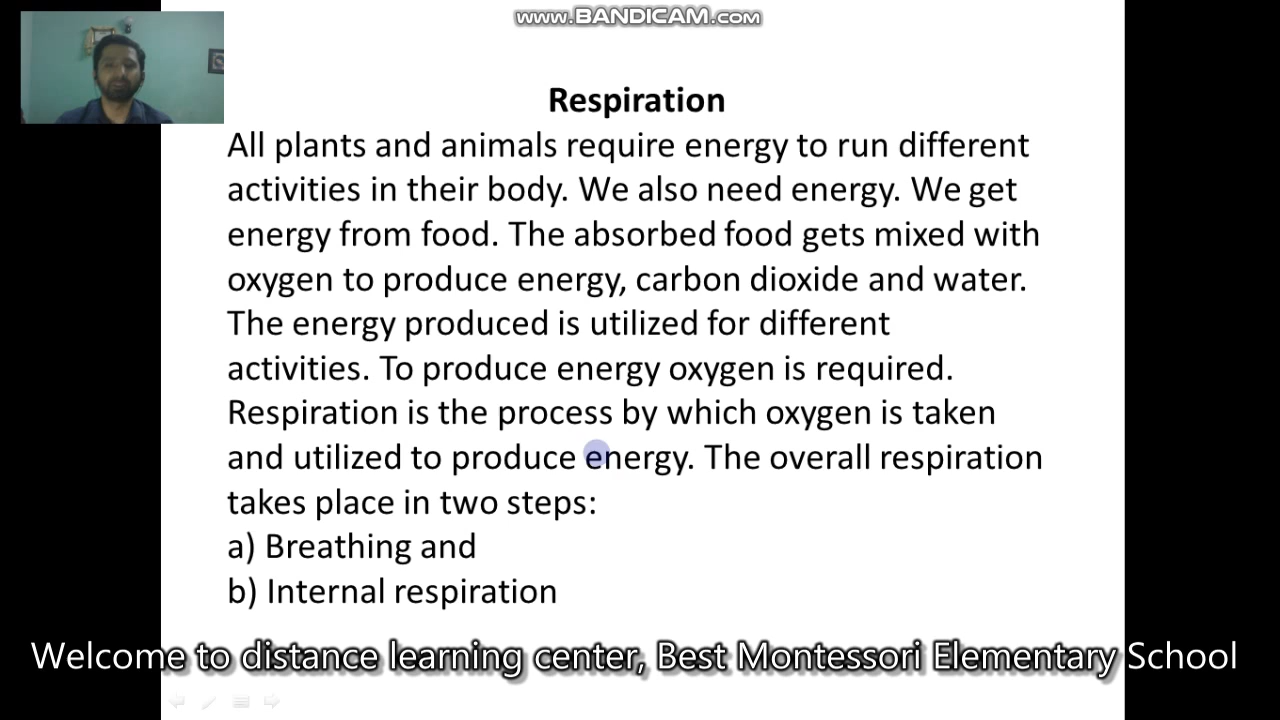 www.BANDICAM.com
Respiration
All plants and animals require energy to run different
activities in their body. We also need energy. We get
energy from food. The absorbed food gets mixed with
oxygen to produce energy, carbon dioxide and water.
The energy produced is utilized for different
activities. To produce energy oxygen is required.
Respiration is the process by which oxygen is taken
and utilized to produce energy. The overall respiration
takes place in two steps:
a) Breathing and
b) Internal respiration
Welcome to distance learning center, Best Montessori Elementary School